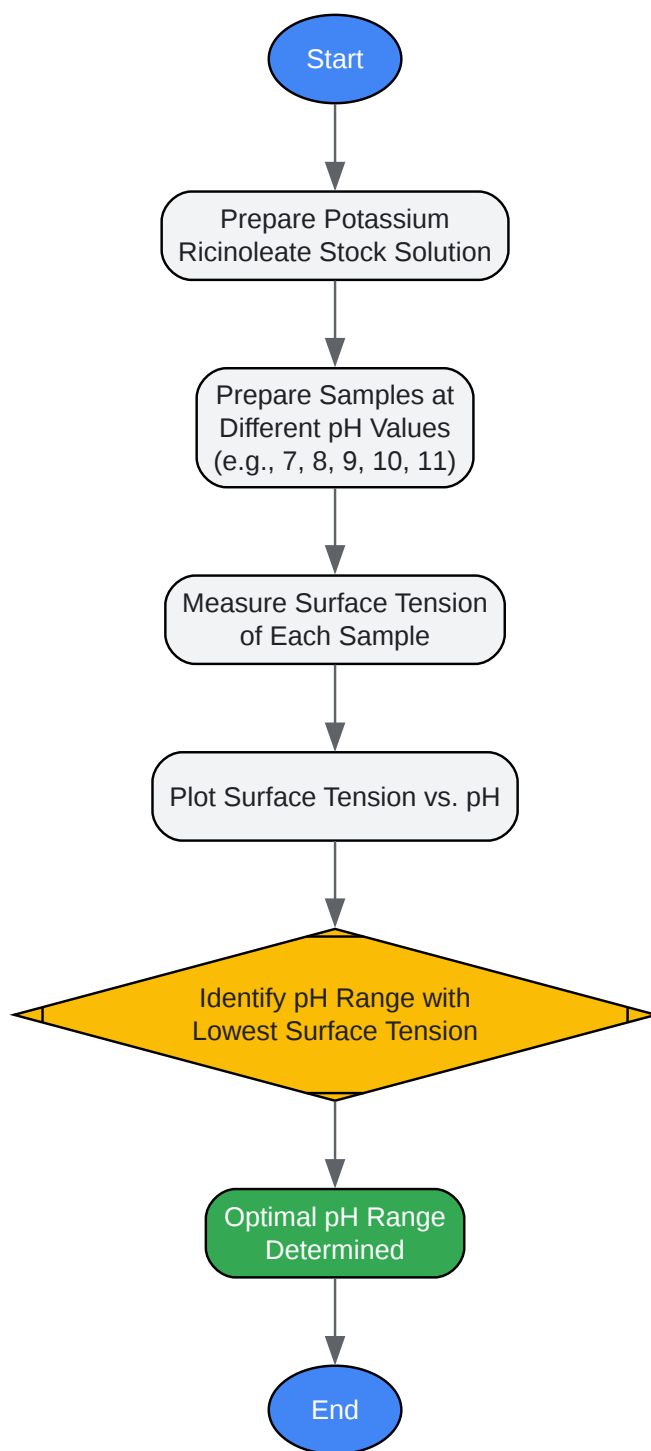 Start
Prepare Potassium
Ricinoleate Stock Solution
Prepare Samples at
Different pH Values
(e.g., 7, 8, 9, 10, 11)
Measure Surface Tension
of Each Sample
Plot Surface Tension vs. pH
Identify pH Range with
Lowest Surface Tension
Optimal pH Range
Determined
End